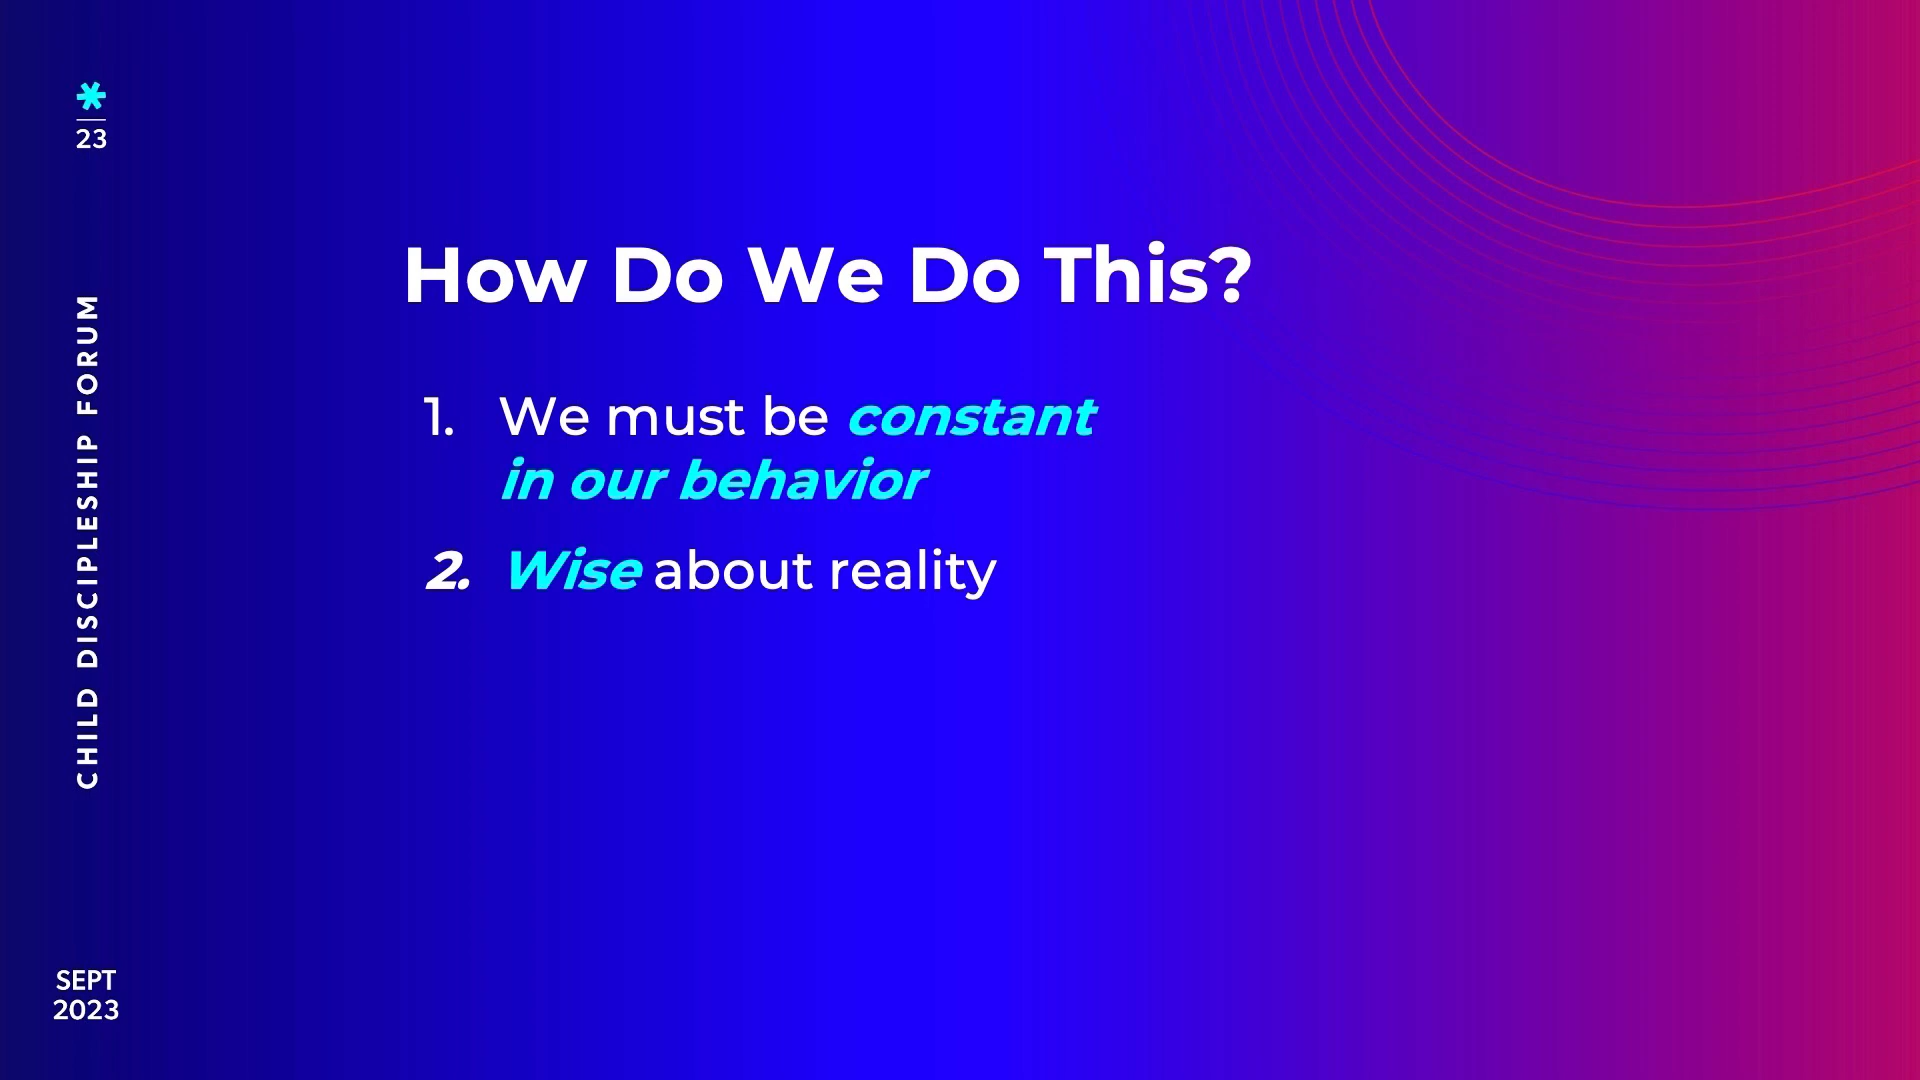 23
CHILD DISCIPLESHIP FORUM
SEPT
2023
How Do We Do This?
1. We must be constant
in our behavior
2. Wise about reality